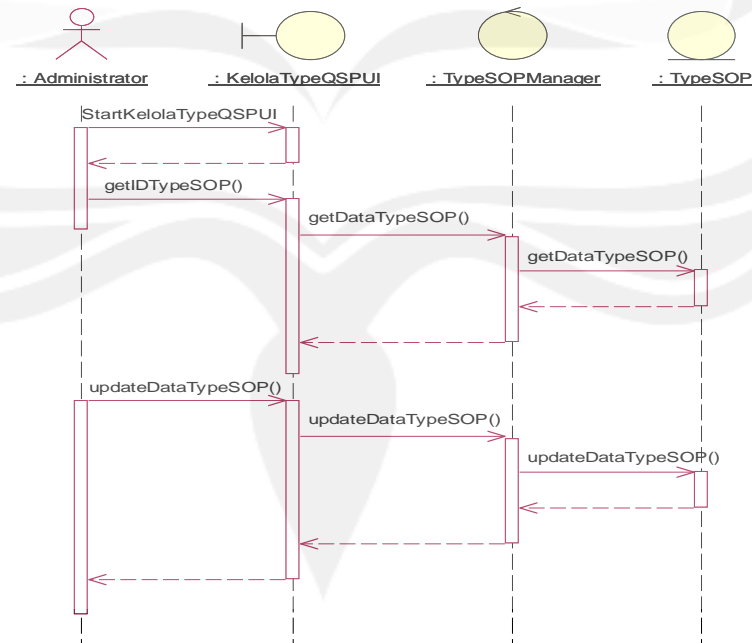 : Administrator
: KelolaTypeQSPUI
: TypeSOPManager
: TypeSOP
StartKelolaTypeQSPUI
getIDTypeSOP()
getDataTypeSOP()
getDataTypeSOP()
updateDataTypeSOP()
updateDataTypeSOP()
updateDataTypeSOP()